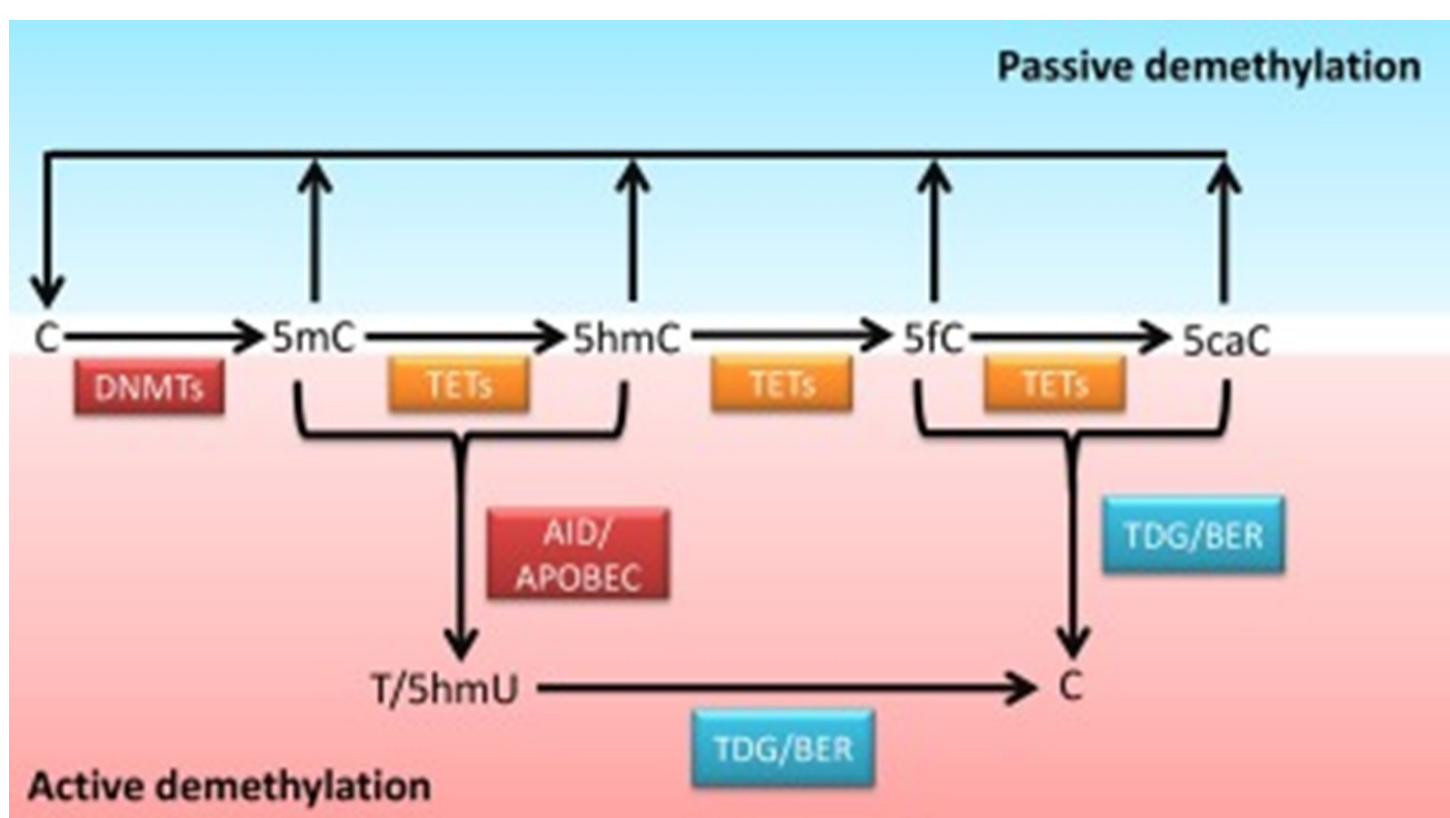 Passive demethylation
C 5mC 5hmC 5fC 5caC
DNMTs TETs TETs TETs
AID/
APOBEC
TDG/BER
T/5hmU C
TDG/BER
Active demethylation